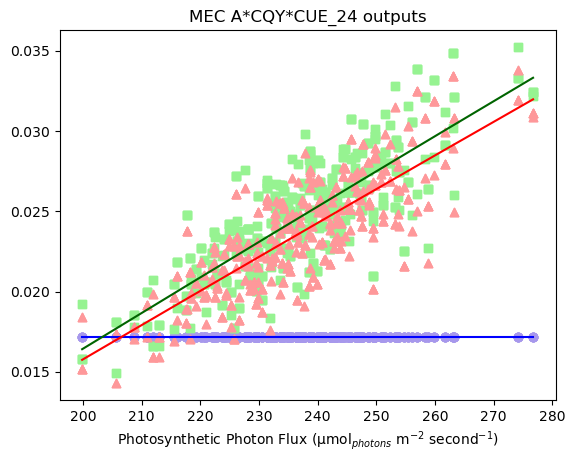 MEC A*CQY*CUE_24 outputs
0.035
0.030
0.025
0.020
0.015
200 210 220 230 240 250 260 270 280
Photosynthetic Photon Flux (μmol_photons m⁻² second⁻¹)